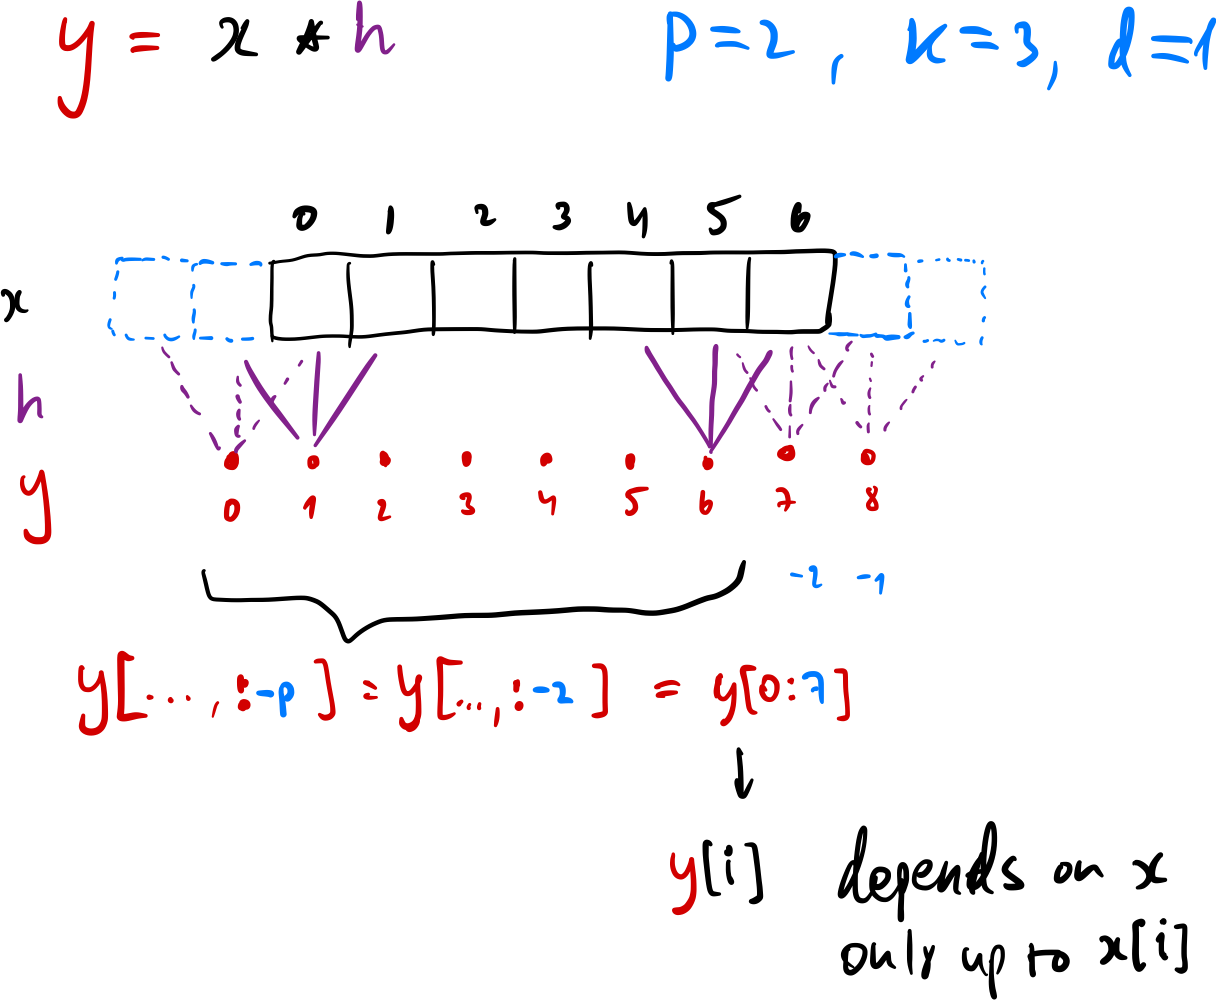 y = x * h p=2, k=3, d=1
0 1 2 3 4 5 6
x
h
y
0 1 2 3 4 5 6 7 8
-2 -1
y[..., :-p] = y[..., :-2] = y[0:7]
y[i] depends on x
only up to x[i]